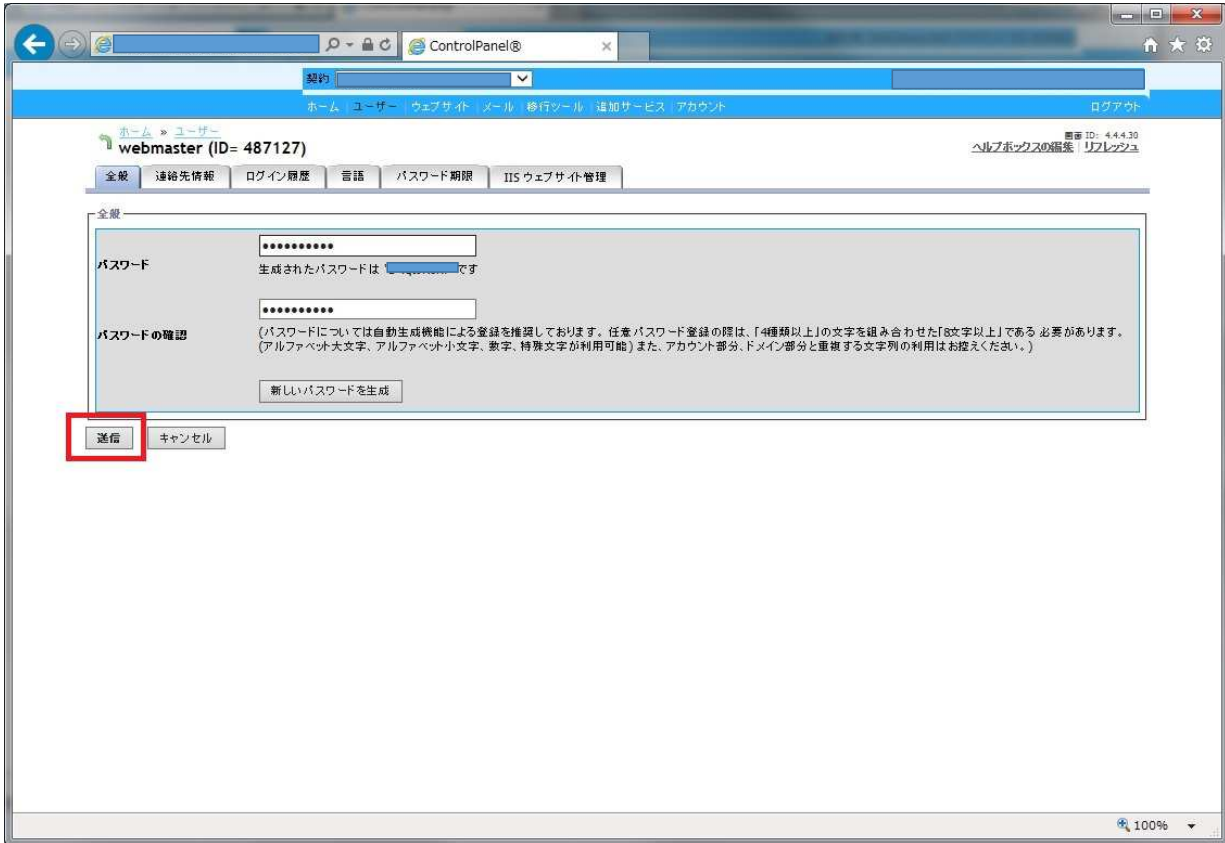 ControlPanel®
契約
ホーム | ユーザー | ウェブサイト | メール | 移行ツール | 追加サービス | アカウント
ログアウト
ホーム » ユーザー
webmaster (ID= 487127)
画面 ID: 4.4.4.30
ヘルプボックスの編集 | リフレッシュ
全般 連絡先情報 ログイン履歴 言語 パスワード期限 IIS ウェブサイト管理
全般
••••••••••
パスワード
生成されたパスワードは です
••••••••••
パスワードの確認
(パスワードについては自動生成機能による登録を推奨しております。任意パスワード登録の際は、「4種類以上」の文字を組み合わせた「8文字以上」である 必要があります。
(アルファベット大文字、アルファベット小文字、数字、特殊文字が利用可能) また、アカウント部分、ドメイン部分と重複する文字列の利用はお控えください。)
新しいパスワードを生成
送信 キャンセル
100%